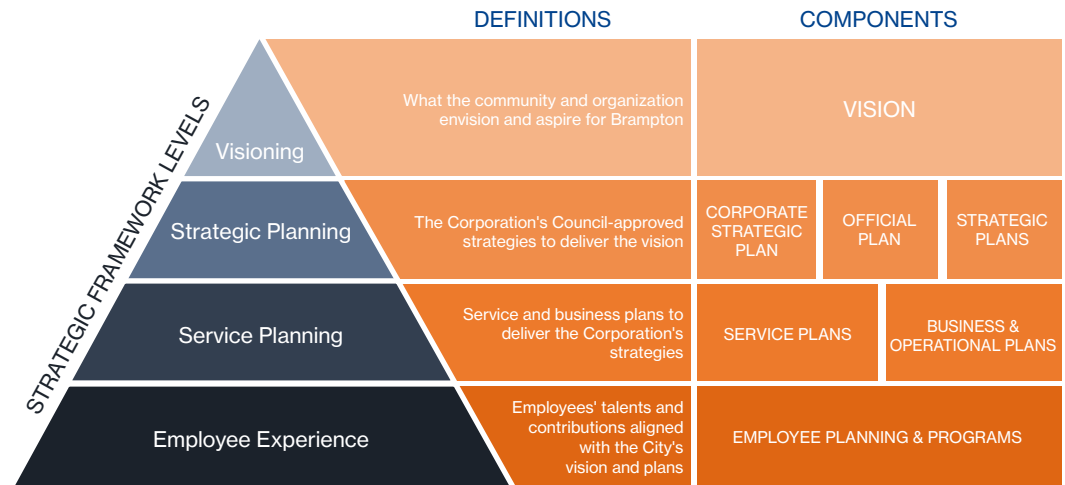 DEFINITIONS
COMPONENTS
STRATEGIC FRAMEWORK LEVELS
Visioning
What the community and organization
envision and aspire for Brampton
VISION
Strategic Planning
The Corporation's Council-approved
strategies to deliver the vision
CORPORATE
STRATEGIC
PLAN
OFFICIAL
PLAN
STRATEGIC
PLANS
Service Planning
Service and business plans to
deliver the Corporation's
strategies
SERVICE PLANS
BUSINESS &
OPERATIONAL PLANS
Employee Experience
Employees' talents and
contributions aligned
with the City's
vision and plans
EMPLOYEE PLANNING & PROGRAMS